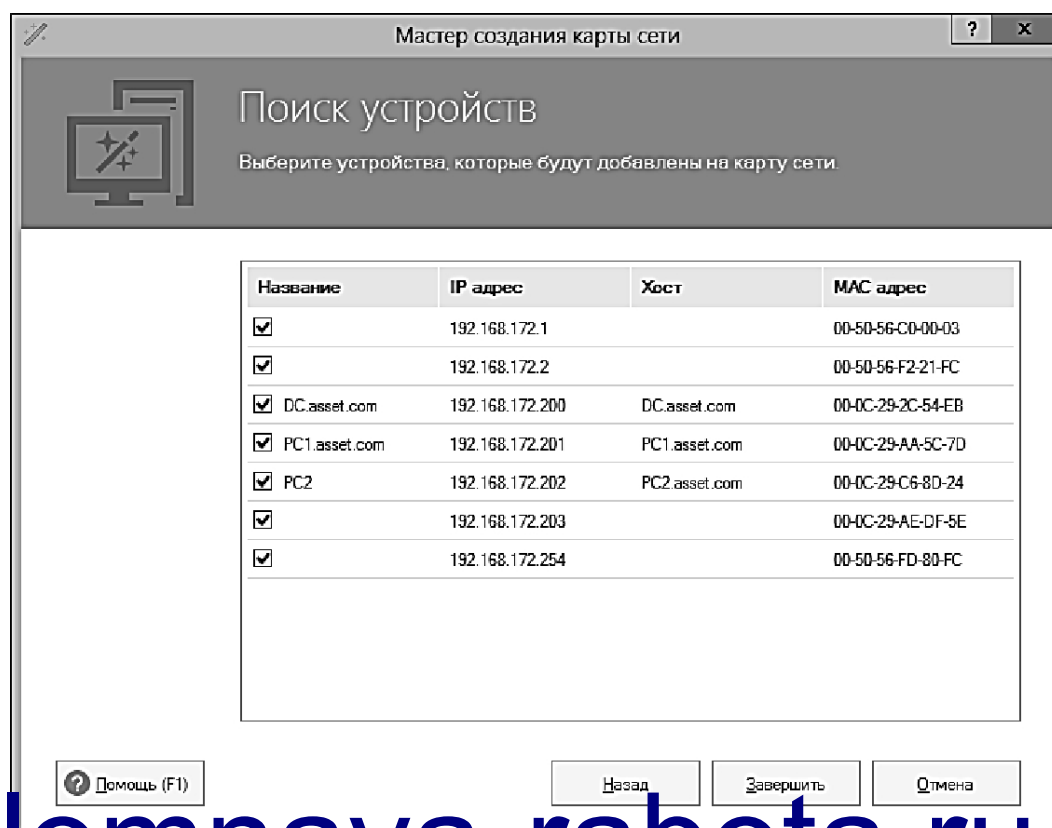 Мастер создания карты сети
? x
Поиск устройств
Выберите устройства, которые будут добавлены на карту сети.
Название IP адрес Хост MAC адрес
192.168.172.1 00-50-56-C0-00-03
192.168.172.2 00-50-56-F2-21-FC
DC.asset.com 192.168.172.200 DC.asset.com 00-0C-29-2C-54-EB
PC1.asset.com 192.168.172.201 PC1.asset.com 00-0C-29-AA-5C-7D
PC2 192.168.172.202 PC2.asset.com 00-0C-29-C6-8D-24
192.168.172.203 00-0C-29-AE-DF-5E
192.168.172.254 00-50-56-FD-80-FC
? Помощь (F1) Назад Завершить Отмена